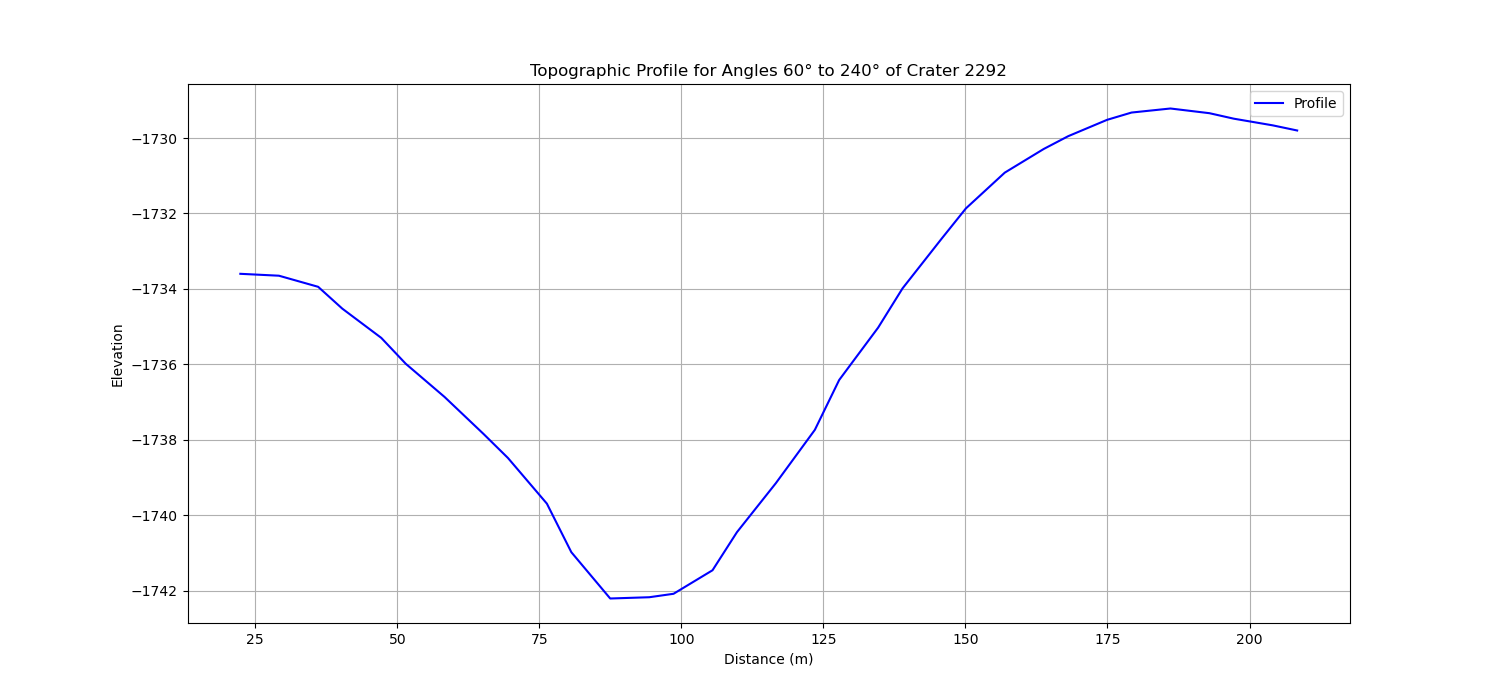 Topographic Profile for Angles 60° to 240° of Crater 2292
Profile
−1730
−1732
−1734
−1736
−1738
−1740
−1742
Elevation
25 50 75 100 125 150 175 200
Distance (m)